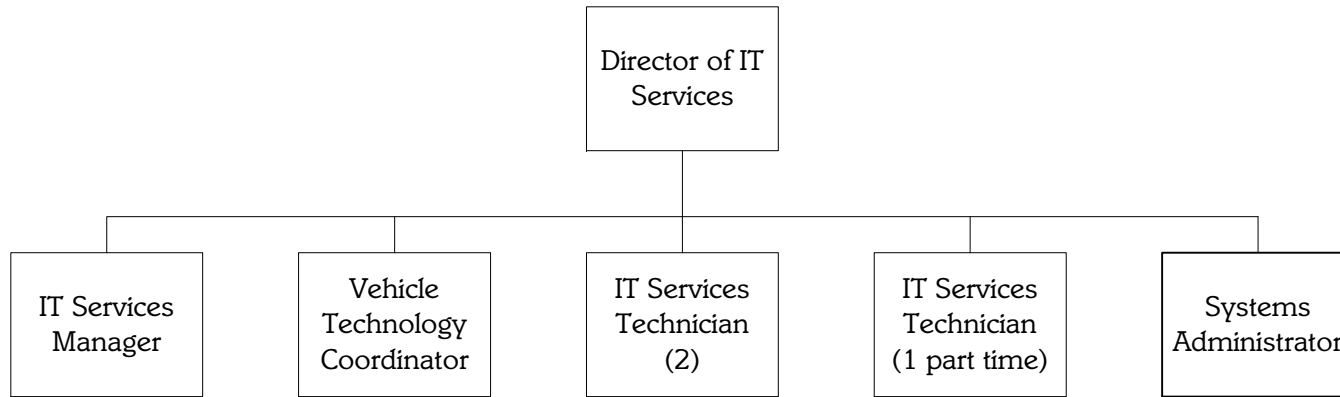 Director of IT
Services
IT Services
Manager
Vehicle
Technology
Coordinator
IT Services
Technician
(2)
IT Services
Technician
(1 part time)
Systems
Administrator